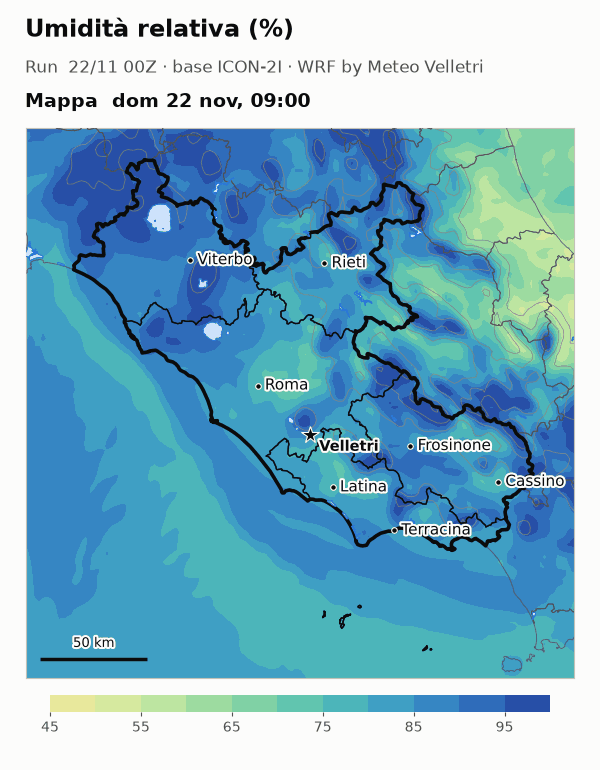 Umidità relativa (%)
Run  22/11 00Z · base ICON-2I · WRF by Meteo Velletri
Mappa  dom 22 nov, 09:00
Viterbo
Rieti
Roma
Velletri
Frosinone
Latina
Cassino
Terracina
50 km
45 55 65 75 85 95